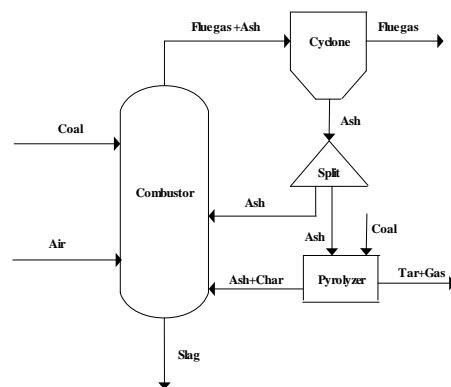 Fluegas+Ash
Cyclone
Fluegas
Ash
Coal
Split
Combustor
Ash
Ash
Coal
Air
Ash+Char
Pyrolyzer
Tar+Gas
Slag